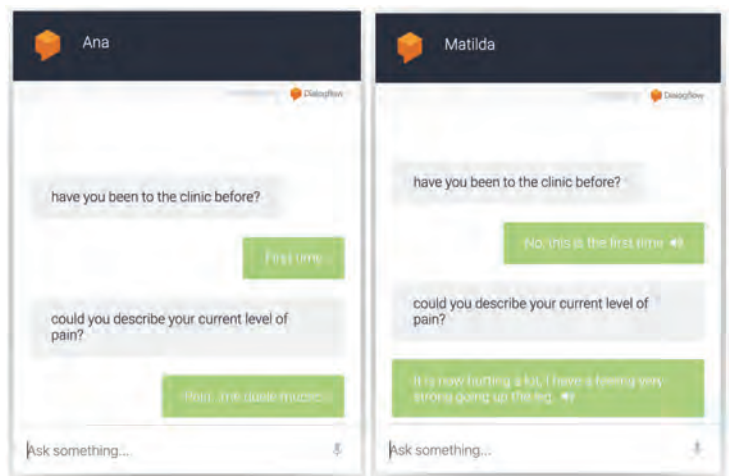 Ana
Dialogflow
have you been to the clinic before?
First time
could you describe your current level of
pain?
Ask something...
Matilda
Dialogflow
have you been to the clinic before?
No, this is the first time
could you describe your current level of
pain?
It is now hurting a lot, I have a feeling very
strong going up the leg.
Ask something...